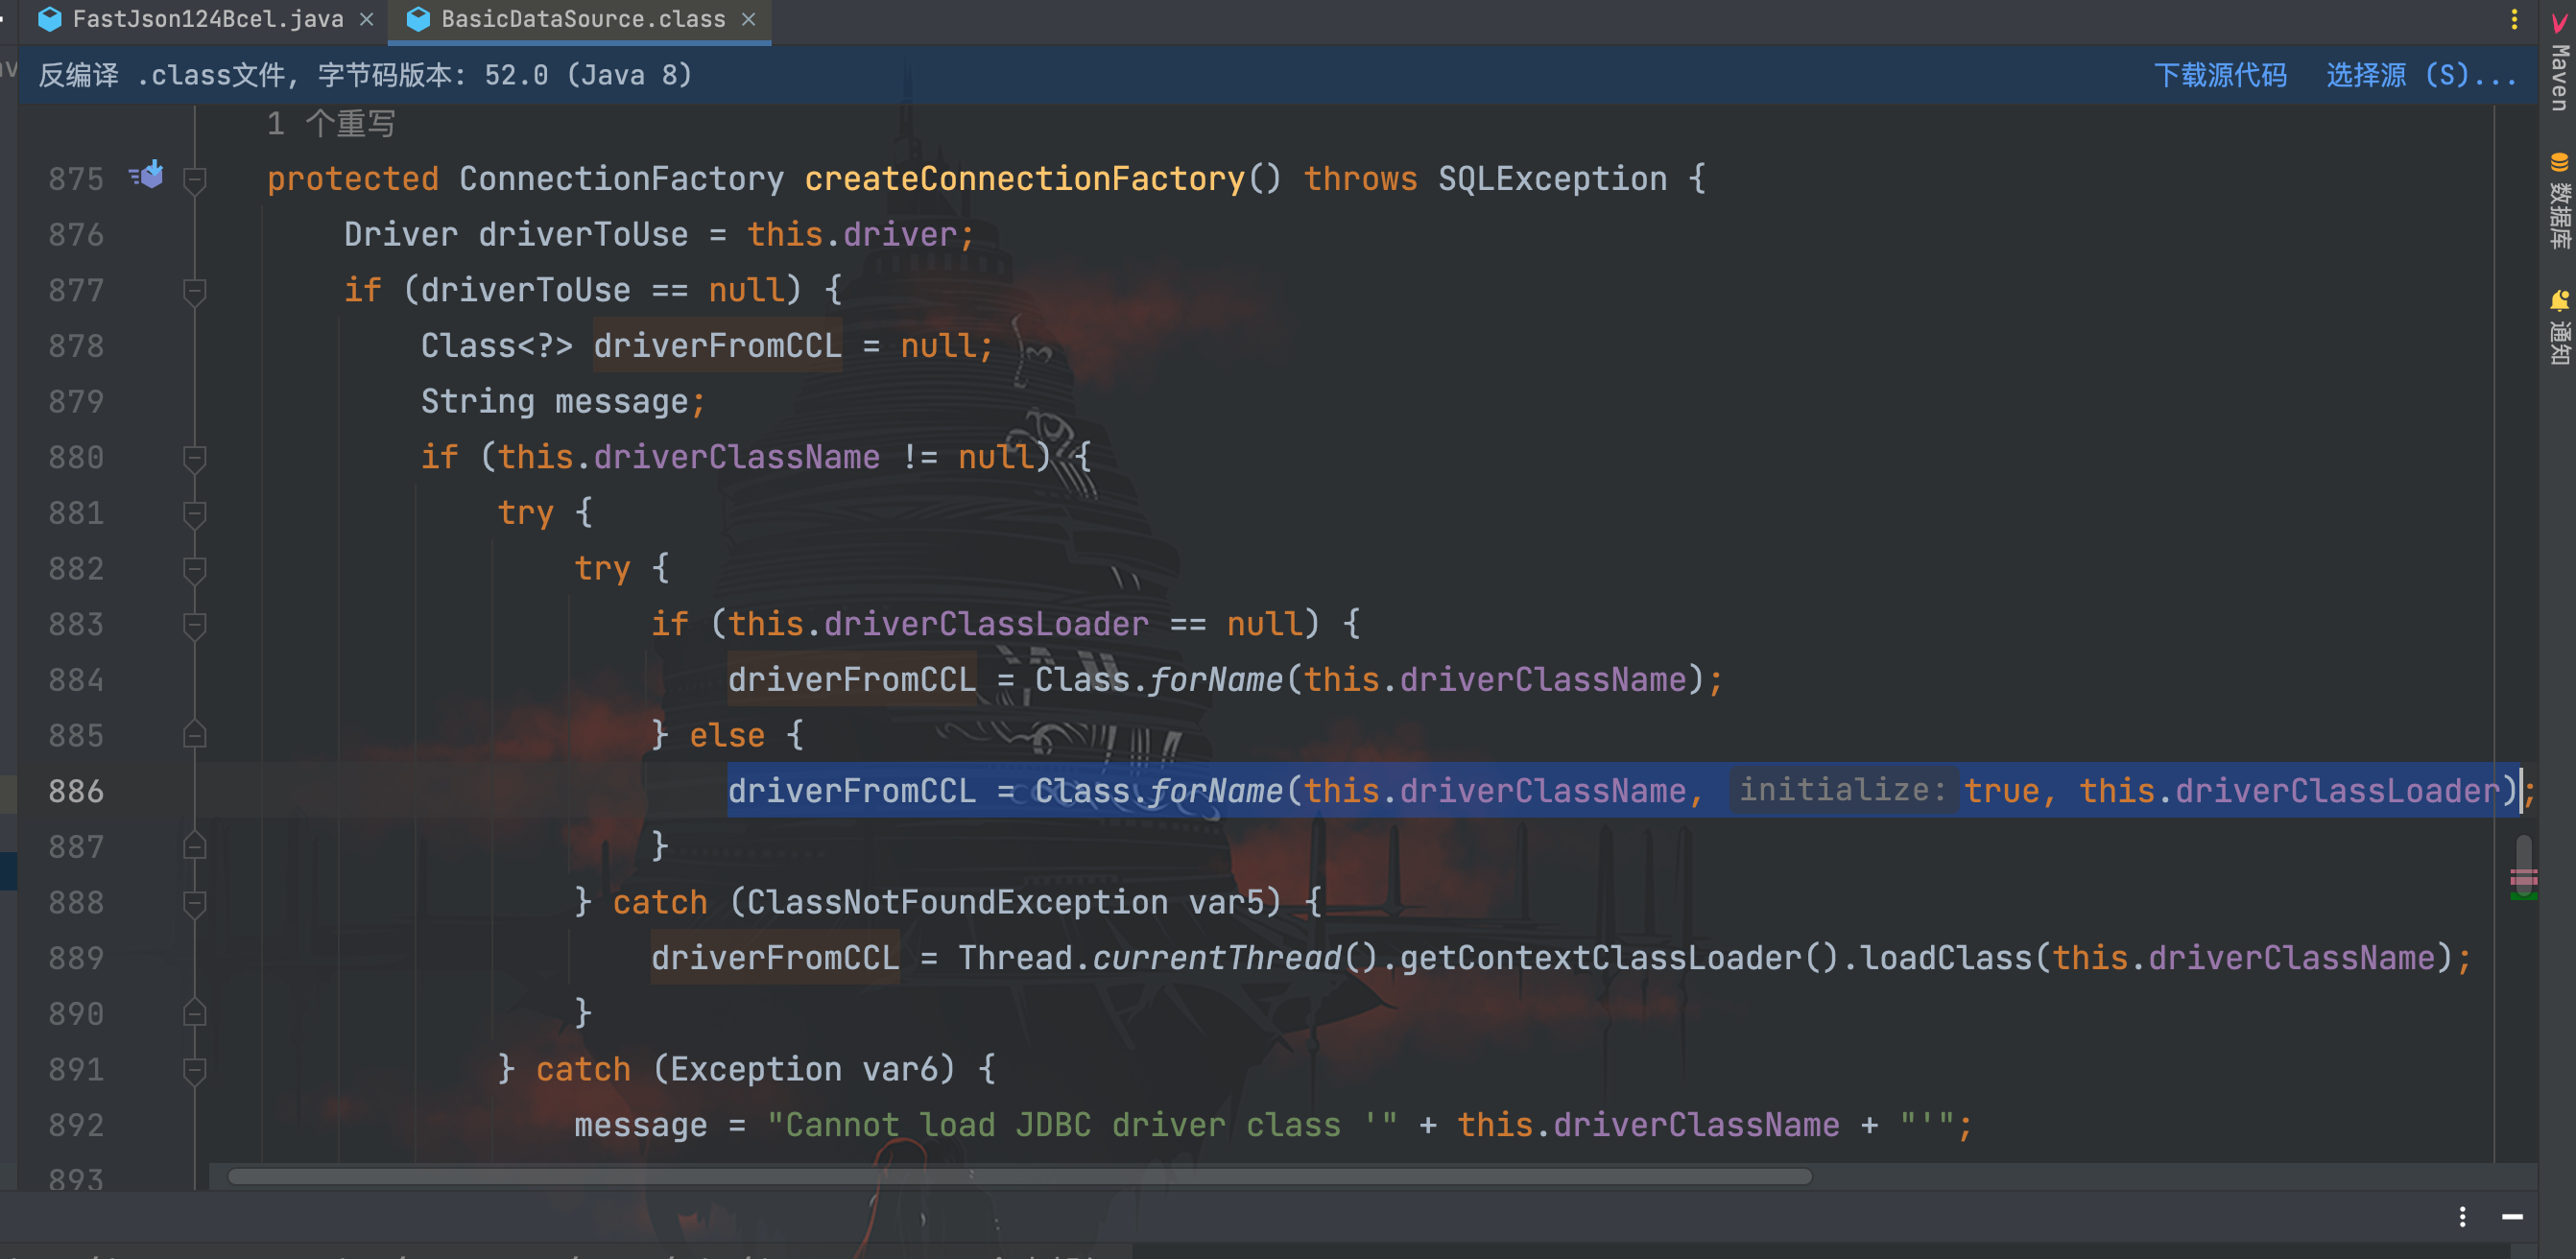 FastJson124Bcel.java
BasicDataSource.class
反编译 .class文件, 字节码版本: 52.0 (Java 8)
下载源代码
选择源 (S)...
1 个重写
875 protected ConnectionFactory createConnectionFactory() throws SQLException {
876 Driver driverToUse = this.driver;
877 if (driverToUse == null) {
878 Class<?> driverFromCCL = null;
879 String message;
880 if (this.driverClassName != null) {
881 try {
882 try {
883 if (this.driverClassLoader == null) {
884 driverFromCCL = Class.forName(this.driverClassName);
885 } else {
886 driverFromCCL = Class.forName(this.driverClassName, initialize: true, this.driverClassLoader);
887 }
888 } catch (ClassNotFoundException var5) {
889 driverFromCCL = Thread.currentThread().getContextClassLoader().loadClass(this.driverClassName);
890 }
891 } catch (Exception var6) {
892 message = "Cannot load JDBC driver class '" + this.driverClassName + "'";
893
Maven
数据库
通知